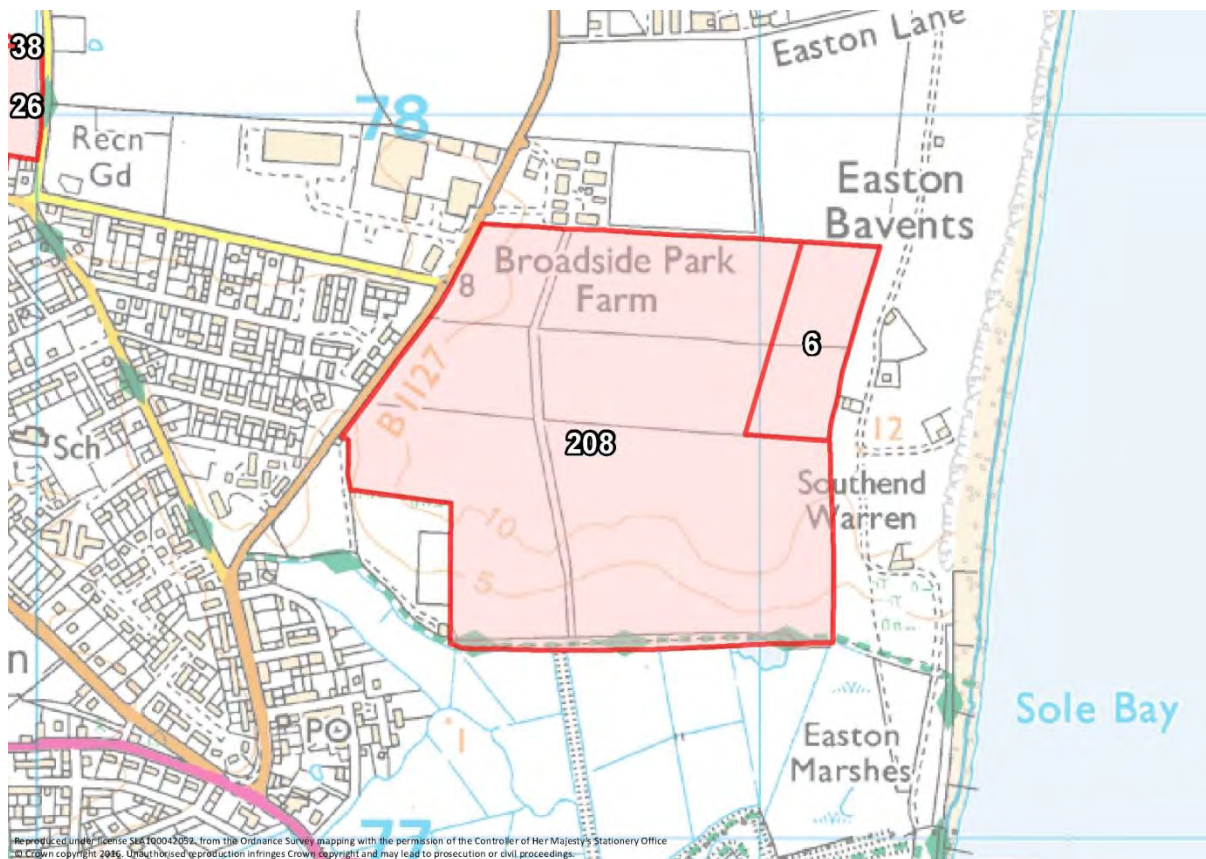 38
26
Recn
Gd
78
Easton Lane
Easton
Bavents
Broadside Park
Farm
8
6
B1127
208
12
Sch
Southend
Warren
10
5
n
PO
1
Sole Bay
Easton
Marshes
77
Reproduced under license SLA100042052, from the Ordnance Survey mapping with the permission of the Controller of Her Majesty's Stationery Office
© Crown copyright 2016. Unauthorised reproduction infringes Crown copyright and may lead to prosecution or civil proceedings.